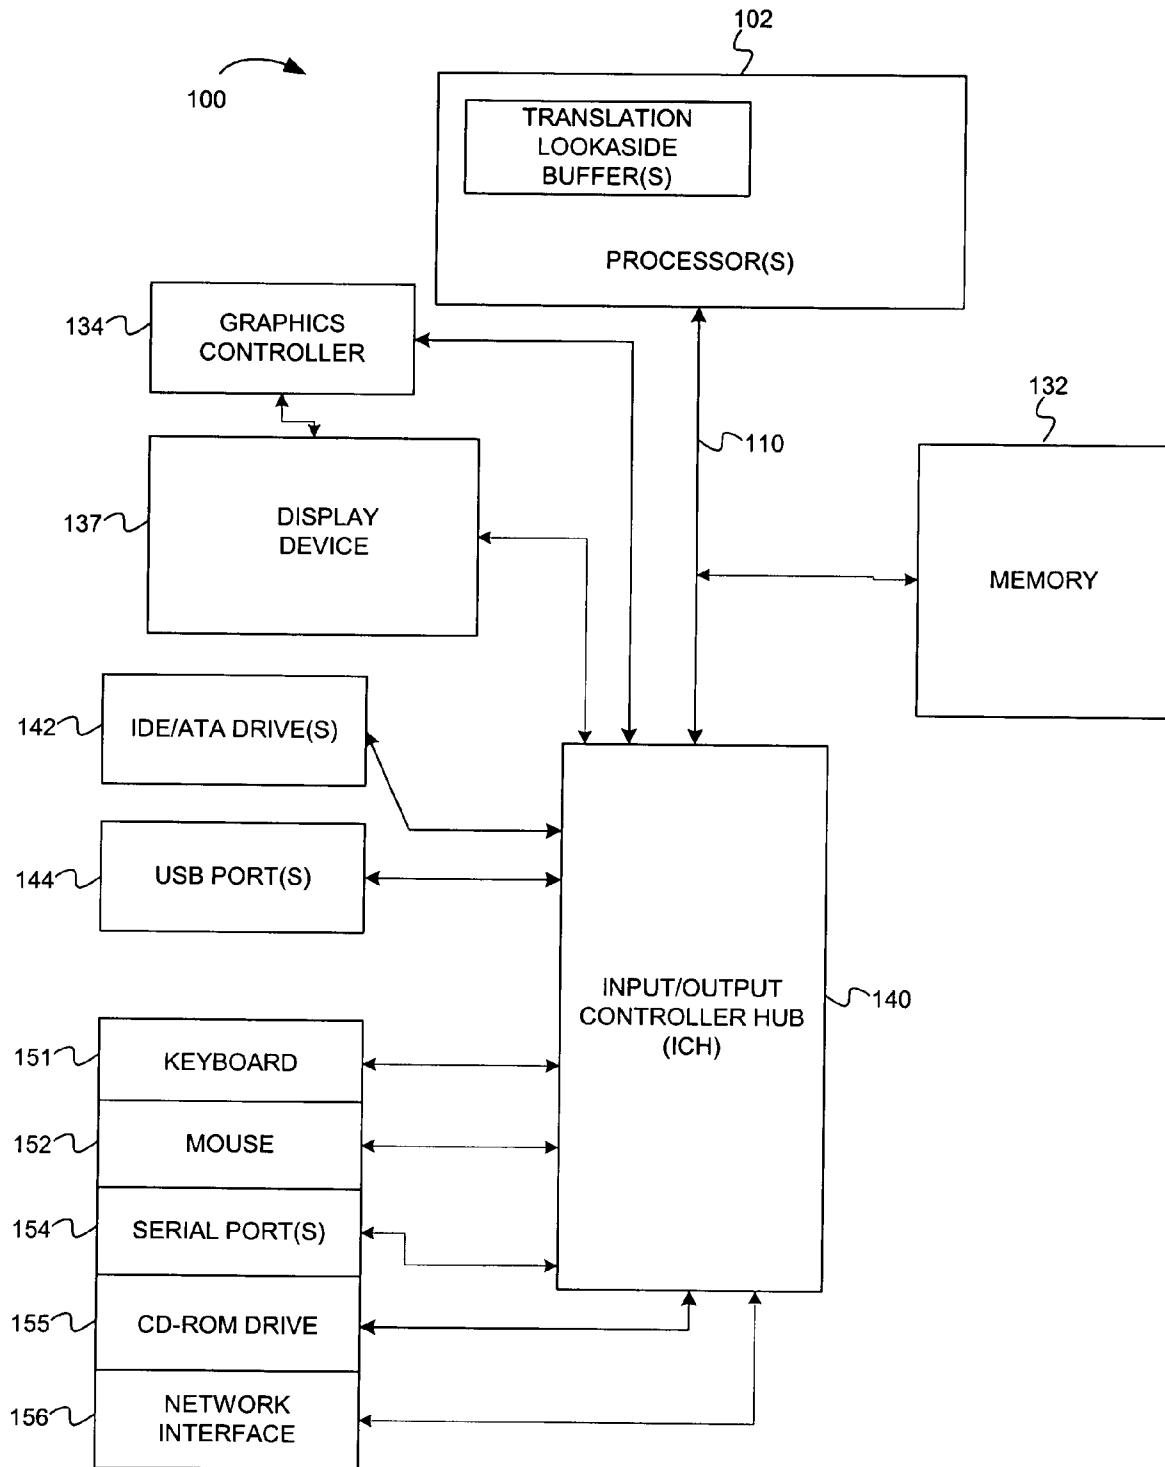 102
100
TRANSLATION
LOOKASIDE
BUFFER(S)
PROCESSOR(S)
134
GRAPHICS
CONTROLLER
132
110
137
DISPLAY
DEVICE
MEMORY
142
IDE/ATA DRIVE(S)
144
USB PORT(S)
INPUT/OUTPUT
CONTROLLER HUB
(ICH)
140
151
KEYBOARD
152
MOUSE
154
SERIAL PORT(S)
155
CD-ROM DRIVE
156
NETWORK
INTERFACE